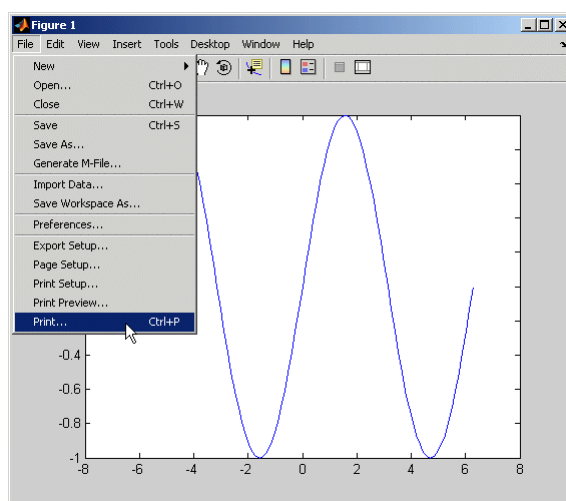 Figure 1
File Edit View Insert Tools Desktop Window Help
New
Open... Ctrl+O
Close Ctrl+W
Save Ctrl+S
Save As...
Generate M-File...
Import Data...
Save Workspace As...
Preferences...
Export Setup...
Page Setup...
Print Setup...
Print Preview...
Print... Ctrl+P
-0.4
-0.6
-0.8
-1
-8 -6 -4 -2 0 2 4 6 8